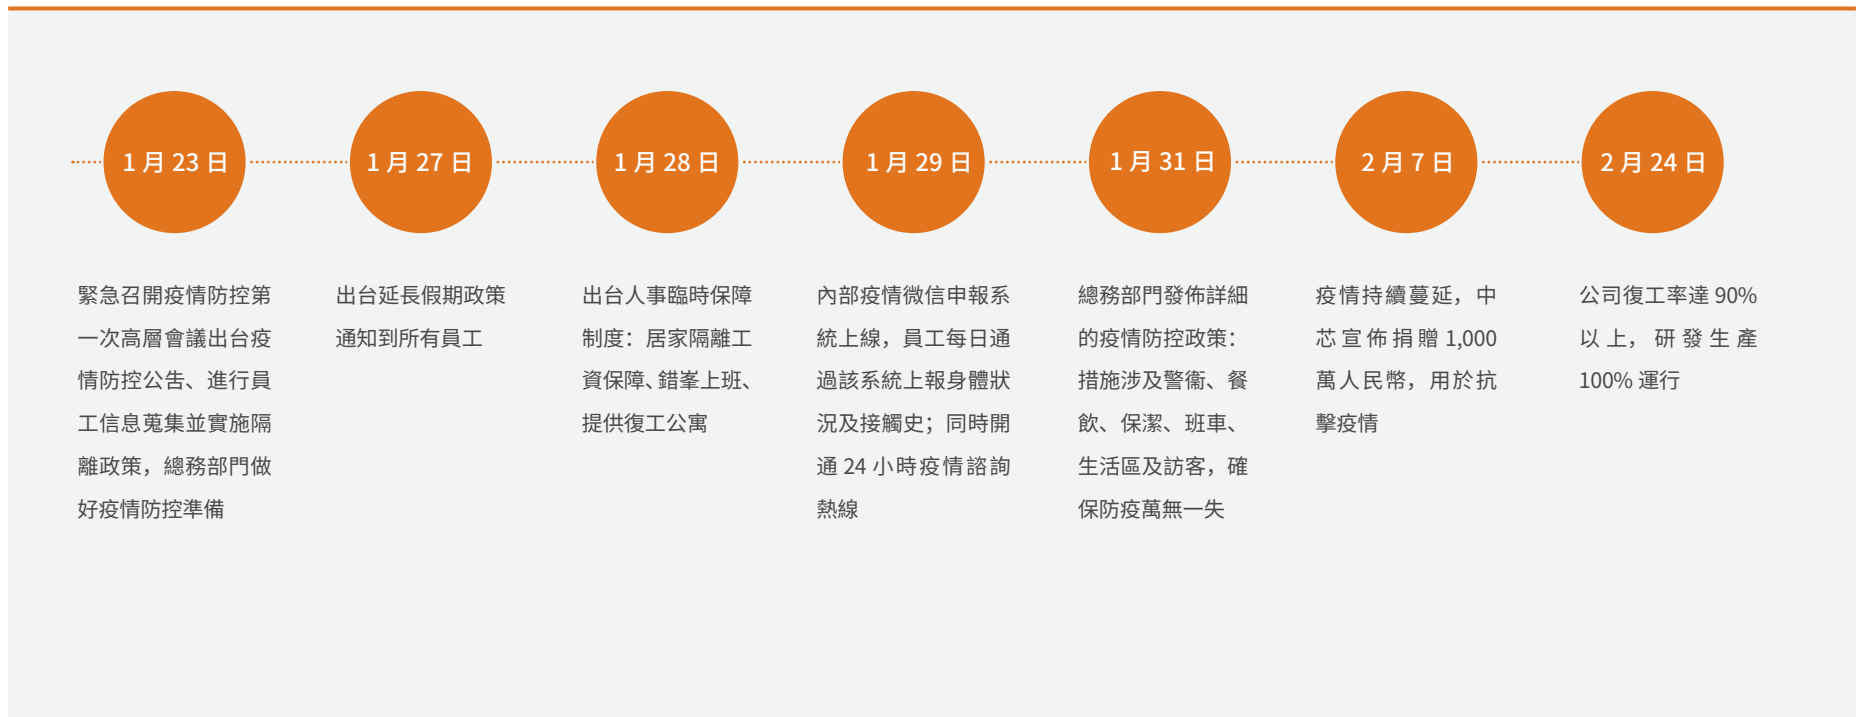 1 月 23 日
緊急召開疫情防控第
一次高層會議出台疫
情防控公告、進行員
工信息蒐集並實施隔
離政策，總務部門做
好疫情防控準備
1 月 27 日
出台延長假期政策
通知到所有員工
1 月 28 日
出台人事臨時保障
制度：居家隔離工
資保障、錯峯上班、
提供復工公寓
1 月 29 日
內部疫情微信申報系
統上線，員工每日通
過該系統上報身體狀
況及接觸史；同時開
通 24 小時疫情諮詢
熱線
1 月 31 日
總務部門發佈詳細
的疫情防控政策：
措施涉及警衞、餐
飲、保潔、班車、
生活區及訪客，確
保防疫萬無一失
2 月 7 日
疫情持續蔓延，中
芯宣佈捐贈 1,000
萬人民幣，用於抗
擊疫情
2 月 24 日
公司復工率達 90%
以上，研發生產
100% 運行